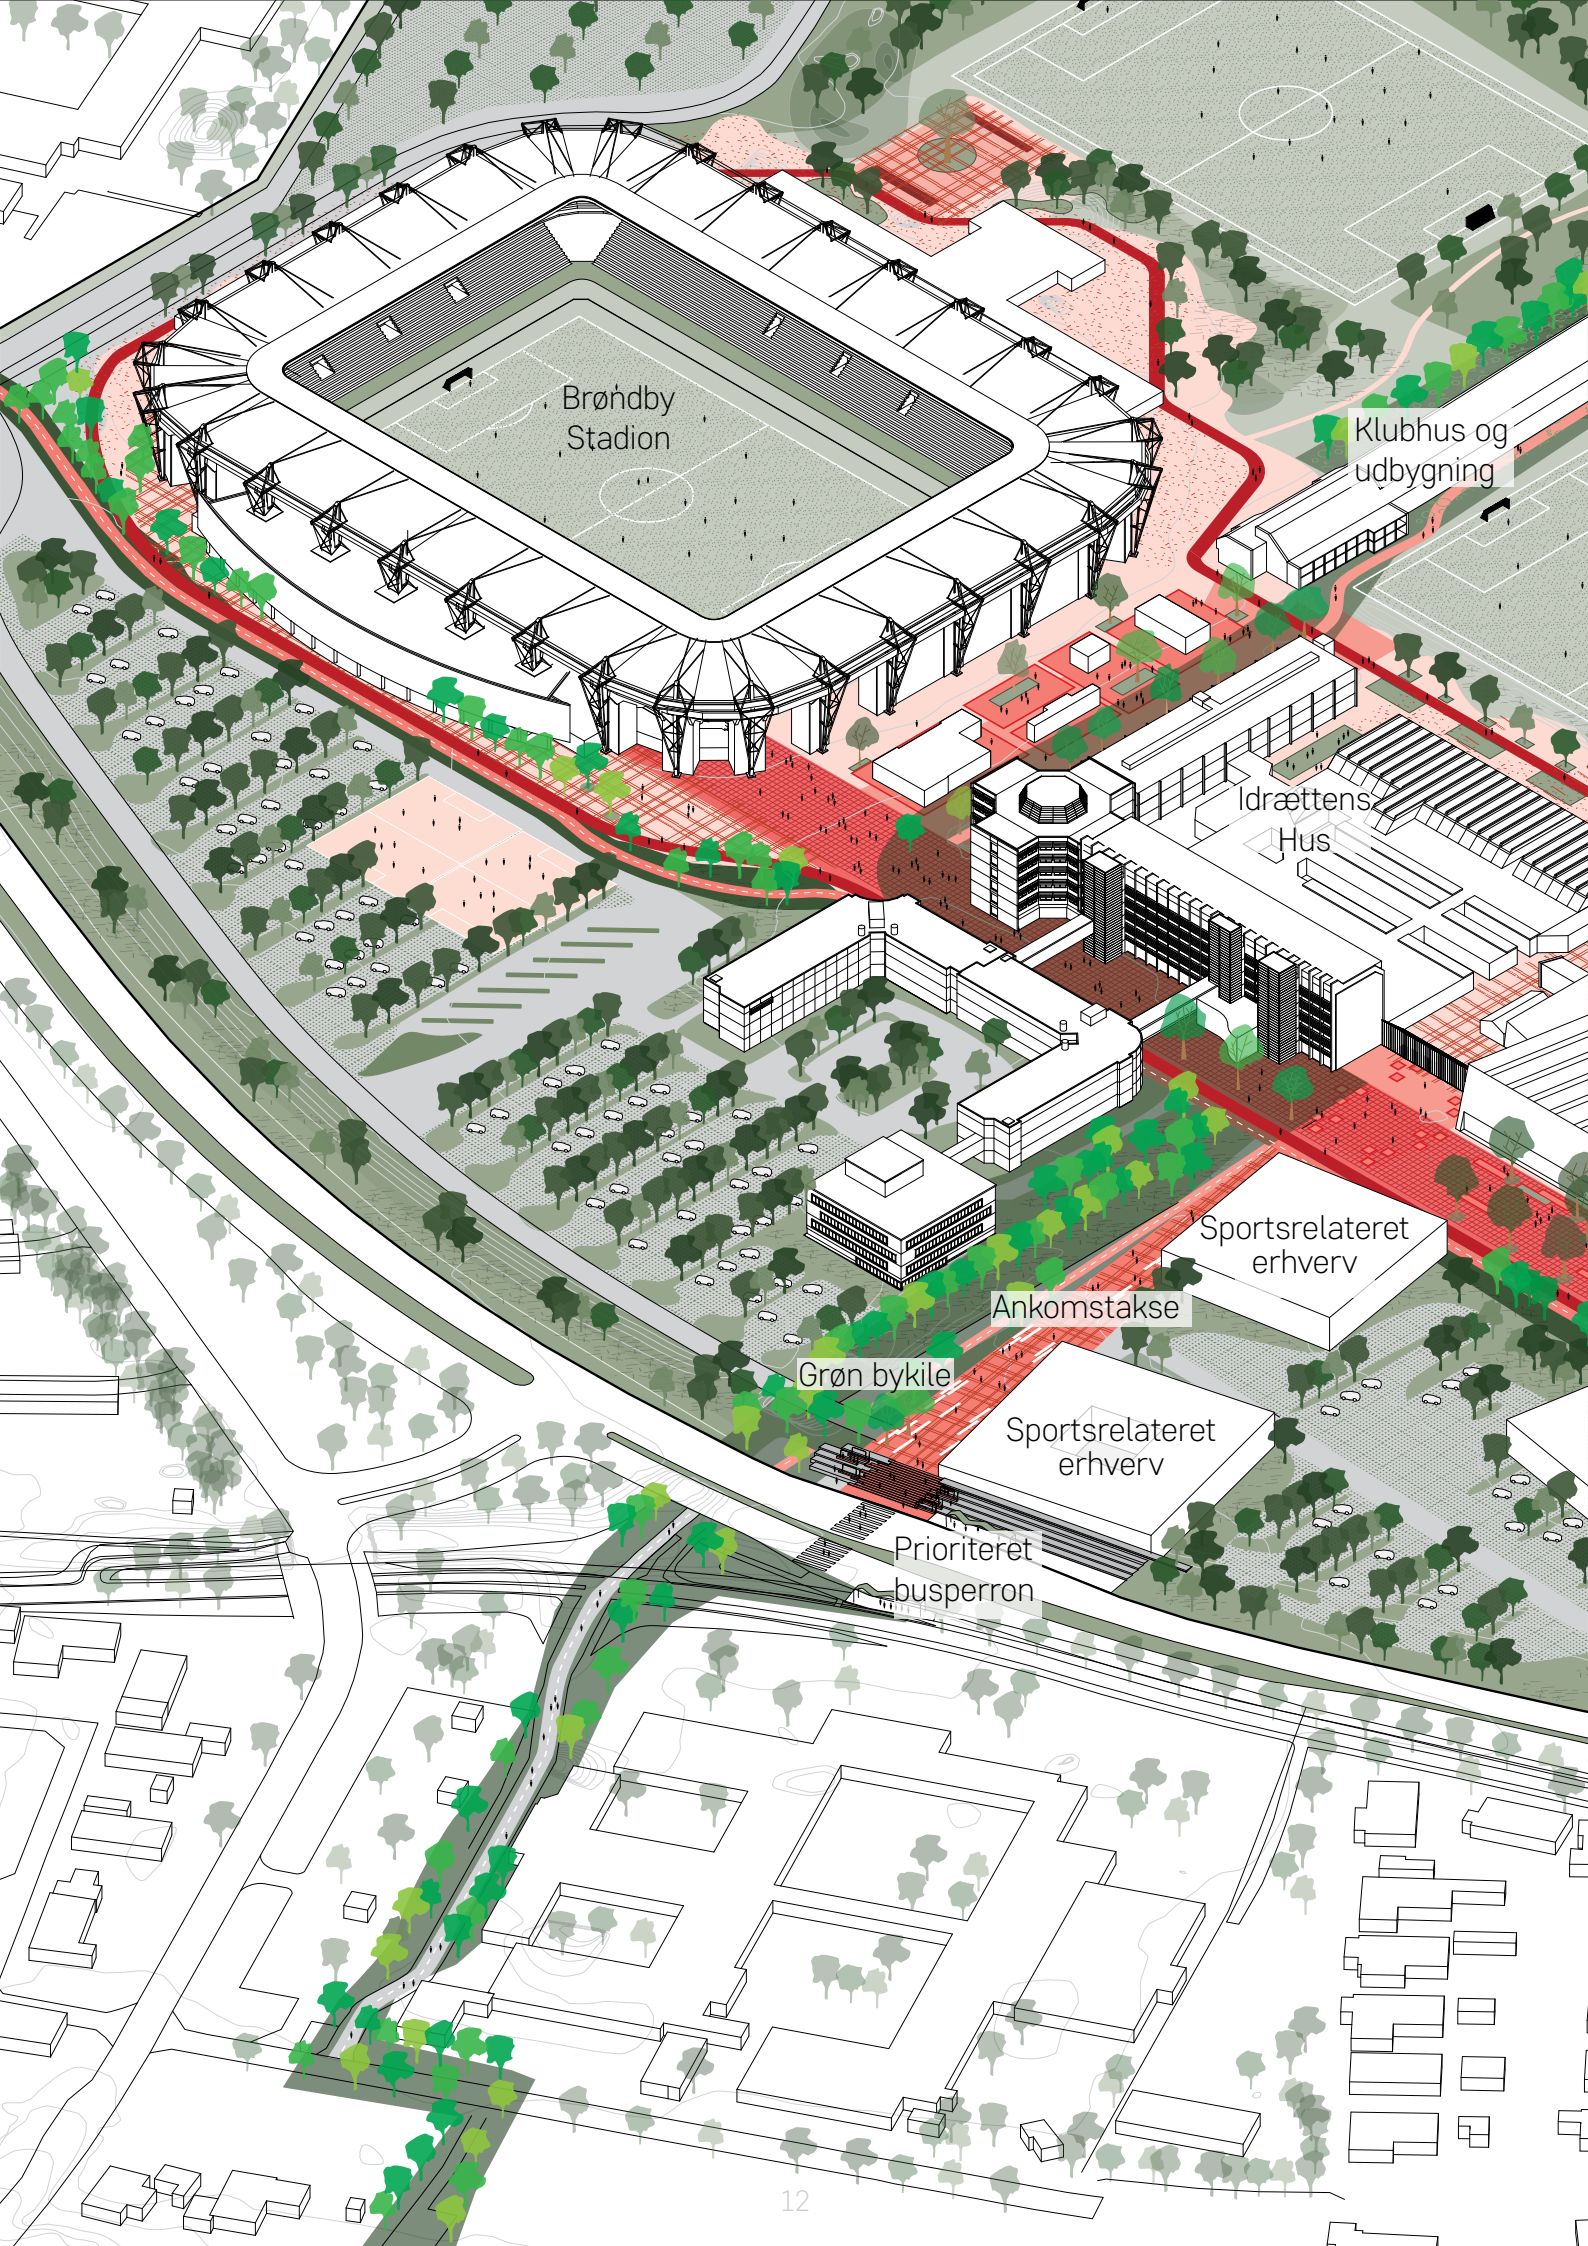 Brøndby
Stadion
Klubhus og
udbygning
Idrættens
Hus
Sportsrelateret
erhverv
Ankomstakse
Grøn bykile
Sportsrelateret
erhverv
Prioriteret
busperron
12